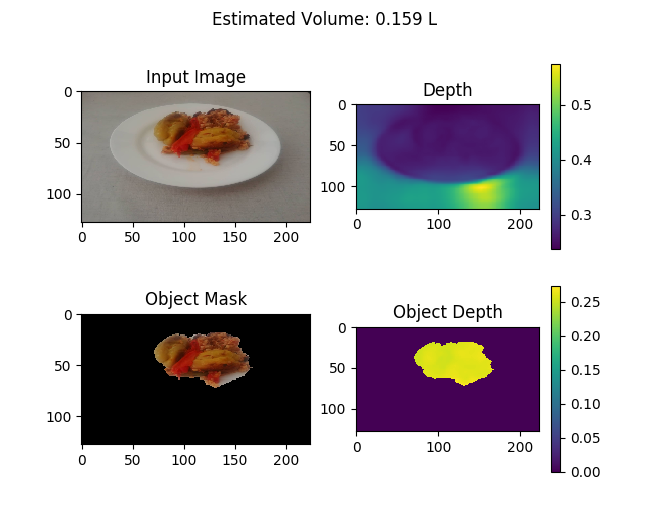 Estimated Volume: 0.159 L
Input Image
0
50
100
0 50 100 150 200
Depth
0
50
100
0 100 200
0.5
0.4
0.3
Object Mask
0
50
100
0 50 100 150 200
Object Depth
0
50
100
0 100 200
0.25
0.20
0.15
0.10
0.05
0.00